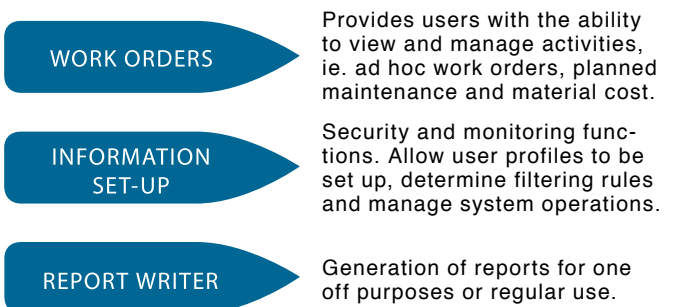 WORK ORDERS
Provides users with the ability
to view and manage activities,
ie. ad hoc work orders, planned
maintenance and material cost.
INFORMATION
SET-UP
Security and monitoring func-
tions. Allow user profiles to be
set up, determine filtering rules
and manage system operations.
REPORT WRITER
Generation of reports for one
off purposes or regular use.